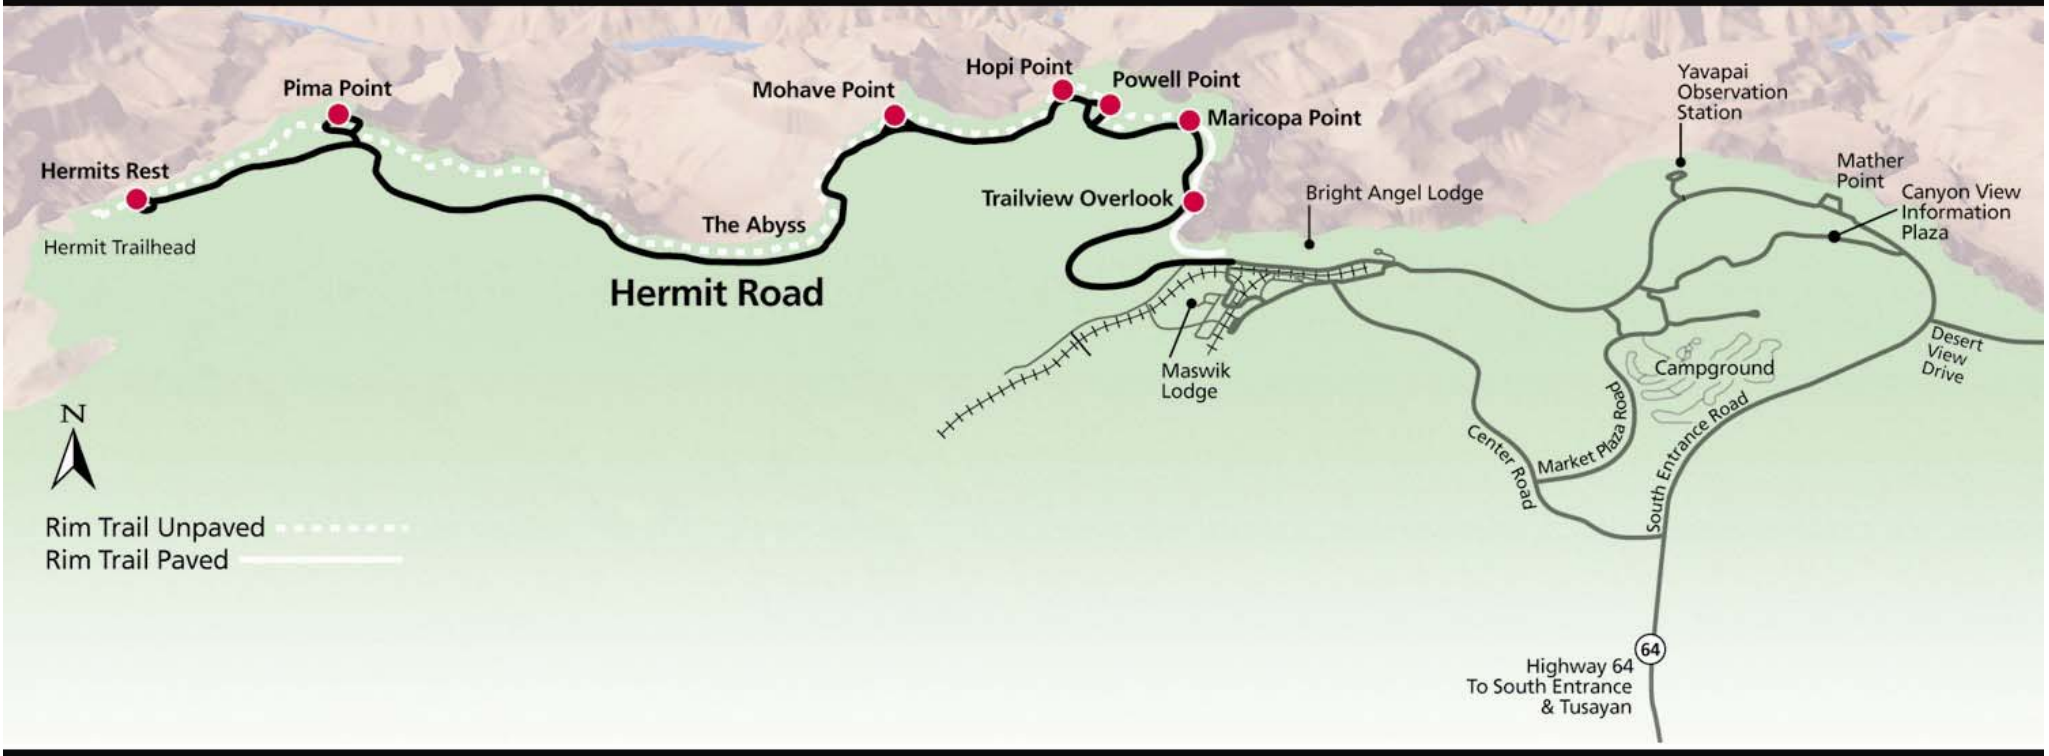 Hopi Point
Powell Point
Pima Point
Mohave Point
Maricopa Point
Yavapai
Observation
Station
Mather
Point
Canyon View
Information
Plaza
Hermits Rest
Trailview Overlook
Bright Angel Lodge
The Abyss
Hermit Trailhead
Hermit Road
Maswik
Lodge
Campground
Desert
View
Drive
Market Plaza Road
Center Road
South Entrance Road
N
Rim Trail Unpaved
Rim Trail Paved
64
Highway 64
To South Entrance
& Tusayan